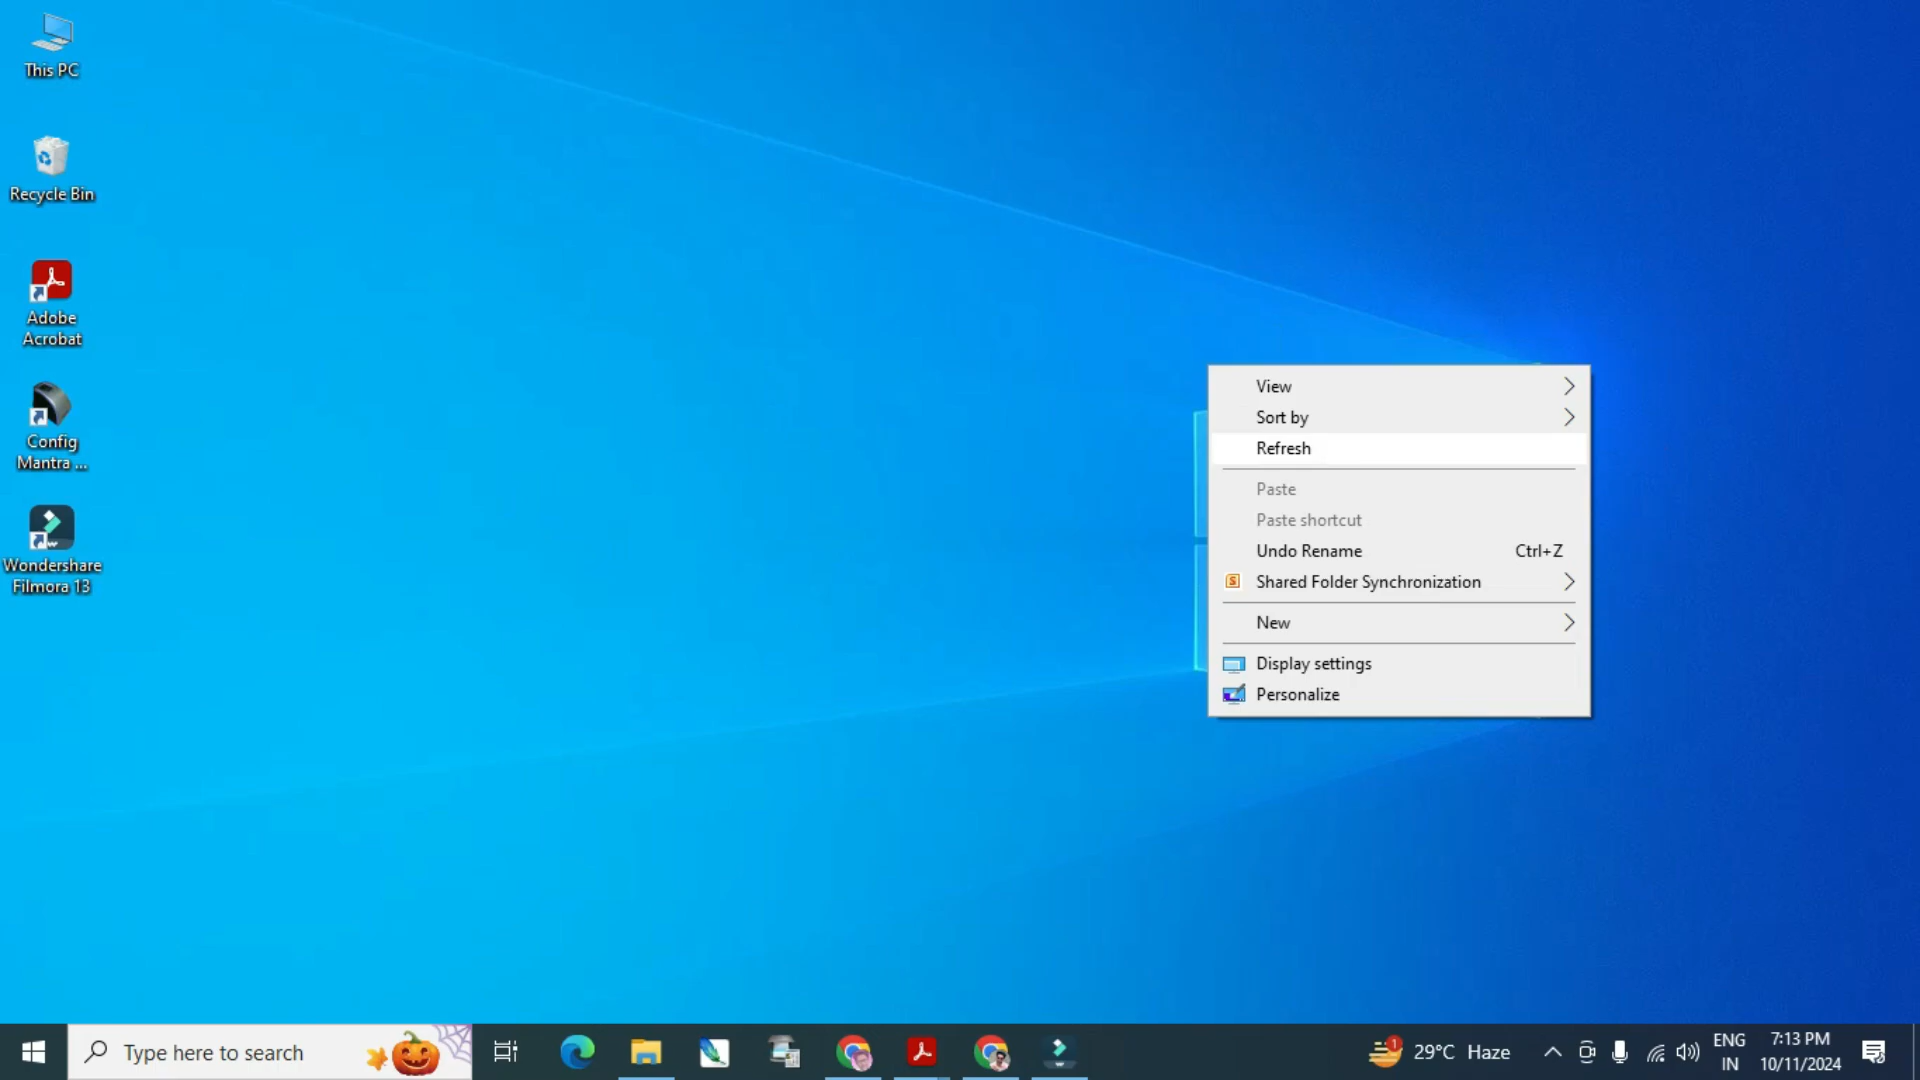 This PC
Recycle Bin
Adobe
Acrobat
Config
Mantra ...
Wondershare
Filmora 13
View
Sort by
Refresh
Paste
Paste shortcut
Undo Rename Ctrl+Z
S Shared Folder Synchronization
New
Display settings
Personalize
Type here to search
1
29°C Haze
ENG
IN
7:13 PM
10/11/2024